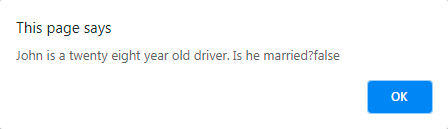 This page says
John is a twenty eight year old driver. Is he married?false
OK